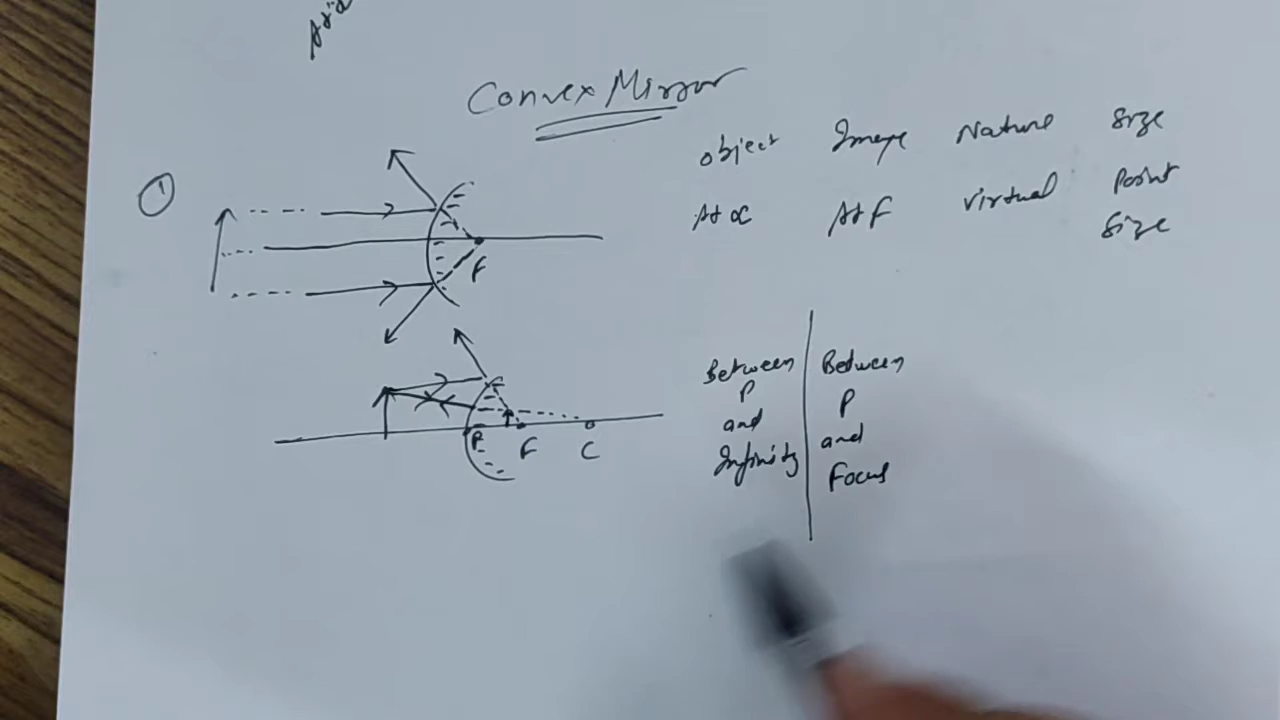 Convex Mirror
Object Image Nature Size
①
At ∝ At F Virtual Point
Size
F
P F C
Between Between
P P
and and
Infinity Focus